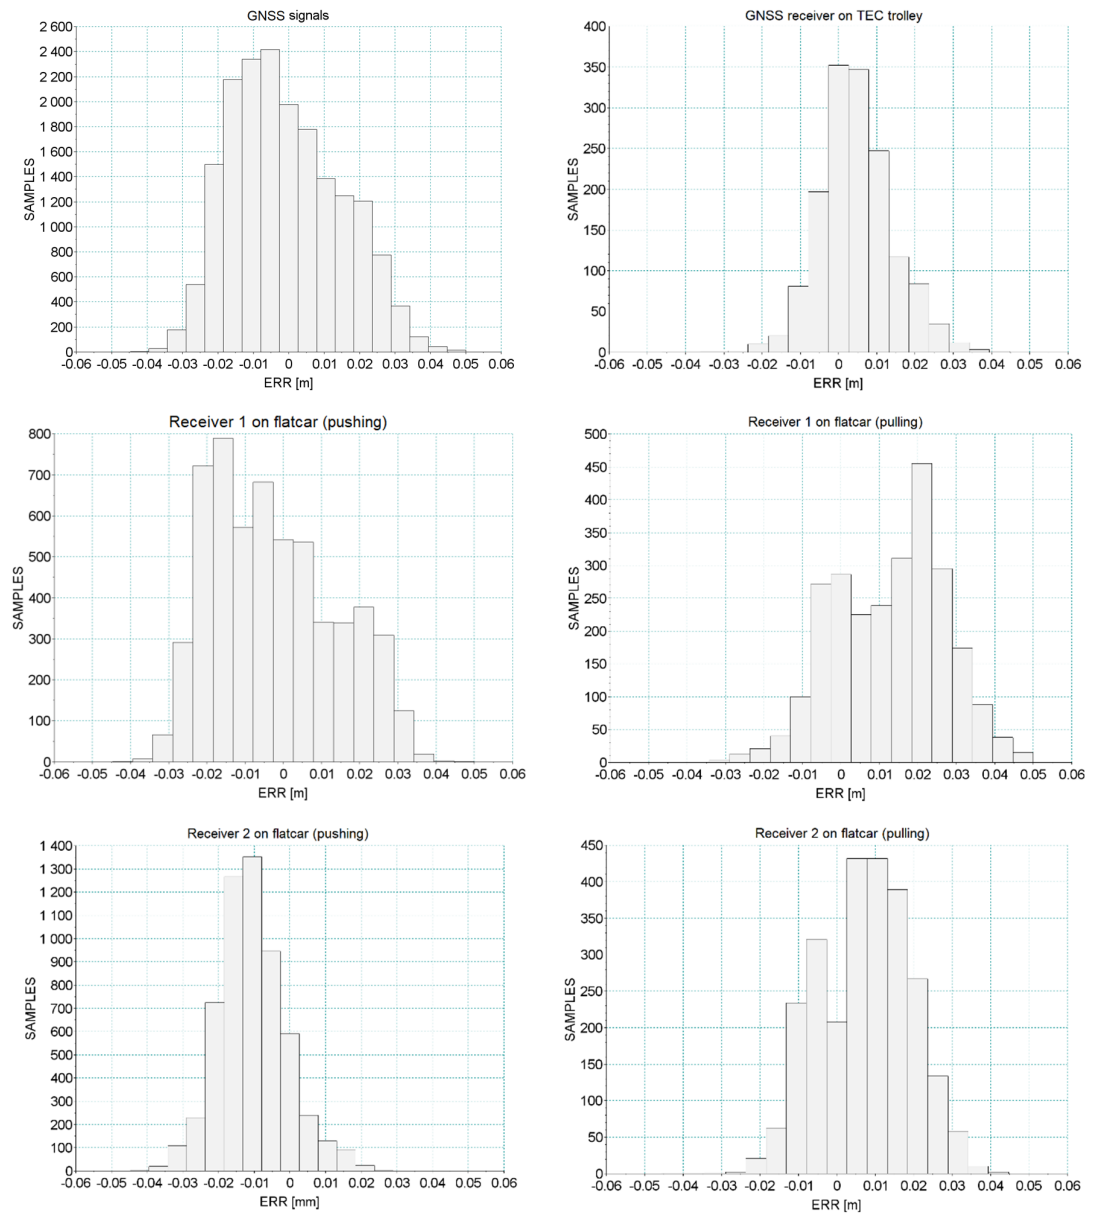 GNSS signals
SAMPLES
2 600
2 400
2 200
2 000
1 800
1 600
1 400
1 200
1 000
800
600
400
200
0
-0.06 -0.05 -0.04 -0.03 -0.02 -0.01 0 0.01 0.02 0.03 0.04 0.05 0.06
ERR [m]
GNSS receiver on TEC trolley
SAMPLES
400
350
300
250
200
150
100
50
0
-0.06 -0.05 -0.04 -0.03 -0.02 -0.01 0 0.01 0.02 0.03 0.04 0.05 0.06
ERR [m]
Receiver 1 on flatcar (pushing)
SAMPLES
800
700
600
500
400
300
200
100
0
-0.06 -0.05 -0.04 -0.03 -0.02 -0.01 0 0.01 0.02 0.03 0.04 0.05 0.06
ERR [m]
Receiver 1 on flatcar (pulling)
SAMPLES
500
450
400
350
300
250
200
150
100
50
0
-0.06 -0.05 -0.04 -0.03 -0.02 -0.01 0 0.01 0.02 0.03 0.04 0.05 0.06
ERR [m]
Receiver 2 on flatcar (pushing)
SAMPLES
1 400
1 300
1 200
1 100
1 000
900
800
700
600
500
400
300
200
100
0
-0.06 -0.05 -0.04 -0.03 -0.02 -0.01 0 0.01 0.02 0.03 0.04 0.05 0.06
ERR [mm]
Receiver 2 on flatcar (pulling)
SAMPLES
450
400
350
300
250
200
150
100
50
0
-0.06 -0.05 -0.04 -0.03 -0.02 -0.01 0 0.01 0.02 0.03 0.04 0.05 0.06
ERR [m]